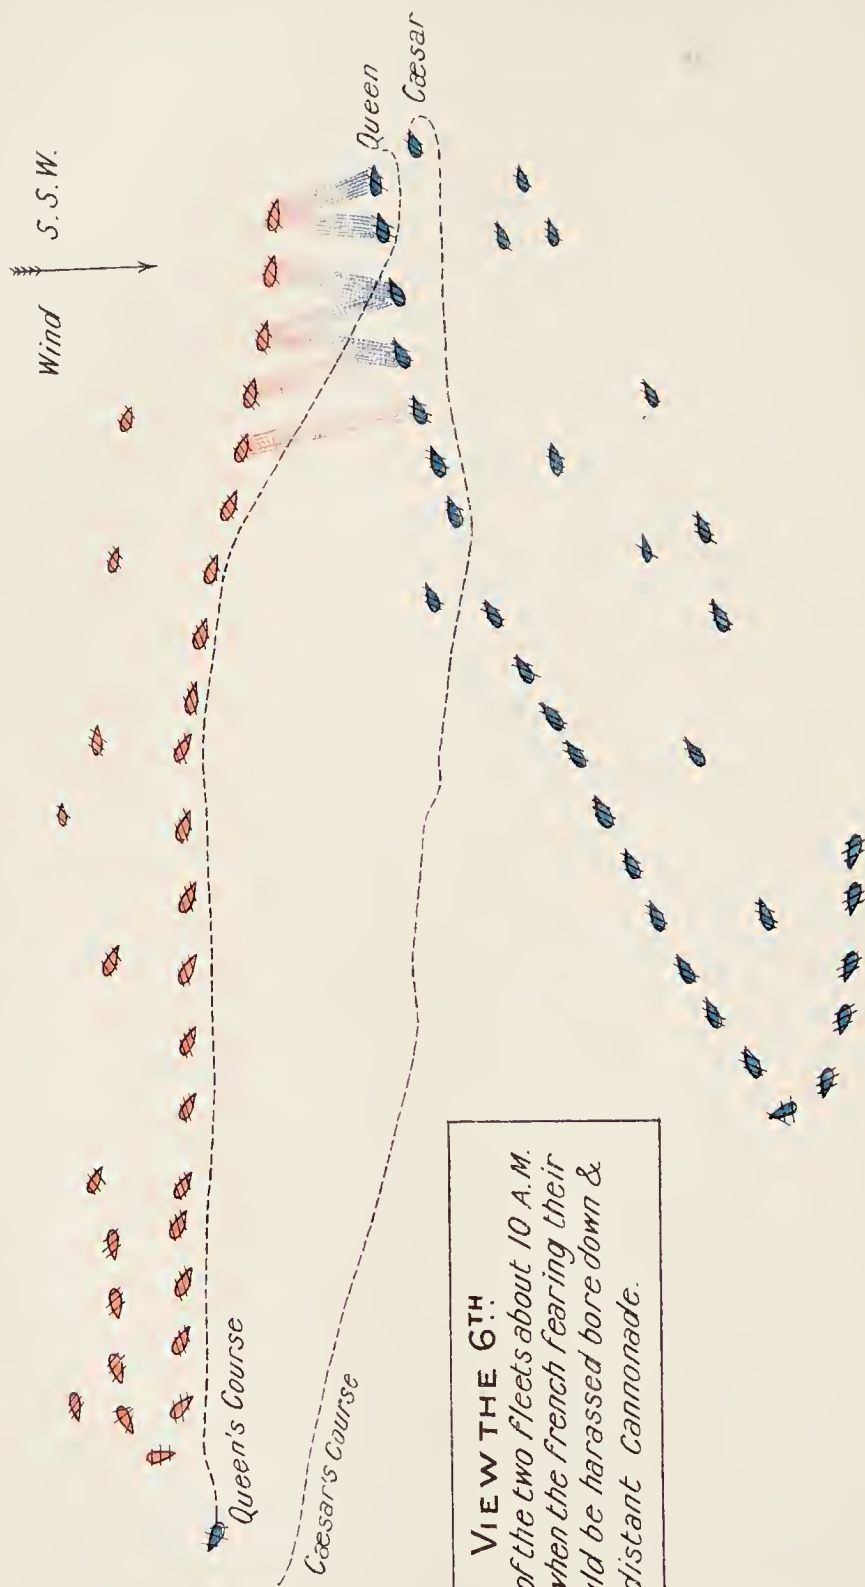 Wind S.S.W.
Queen
Cæsar
Queen's Course
Cæsar's Course
VIEW THE 6TH
of the two fleets about 10 A.M.
when the french fearing their
uld be harassed bore down &
distant Cannonade.